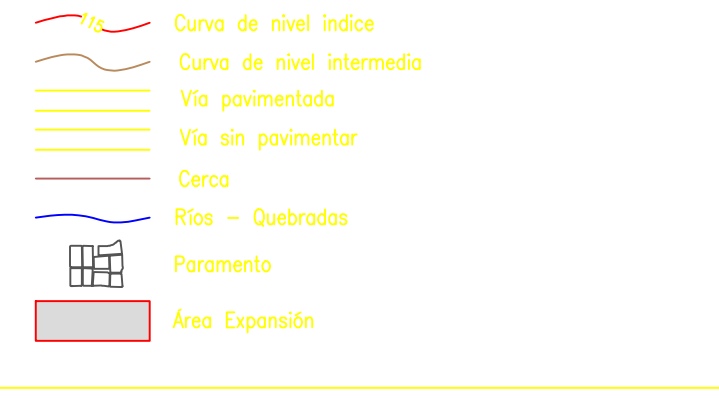 115 Curva de nivel indice
Curva de nivel intermedia
Vía pavimentada
Vía sin pavimentar
Cerca
Ríos - Quebradas
Paramento
Área Expansión